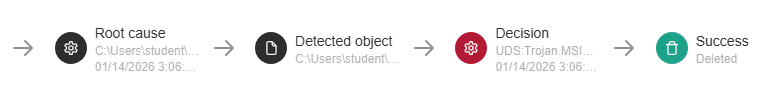 Root cause
C:\Users\student\...
01/14/2026 3:06:...
Detected object
C:\Users\student\...
Decision
UDS:Trojan.MSI...
01/14/2026 3:06:...
Success
Deleted